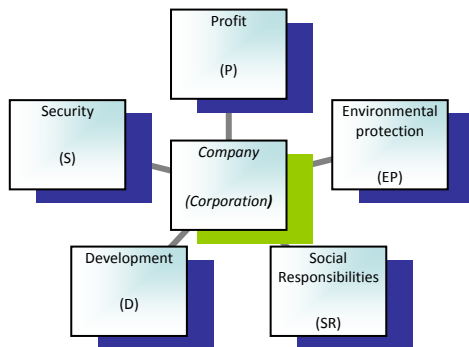 Profit
(P)
Security
(S)
Environmental
protection
(EP)
Company
(Corporation)
Development
(D)
Social
Responsibilities
(SR)